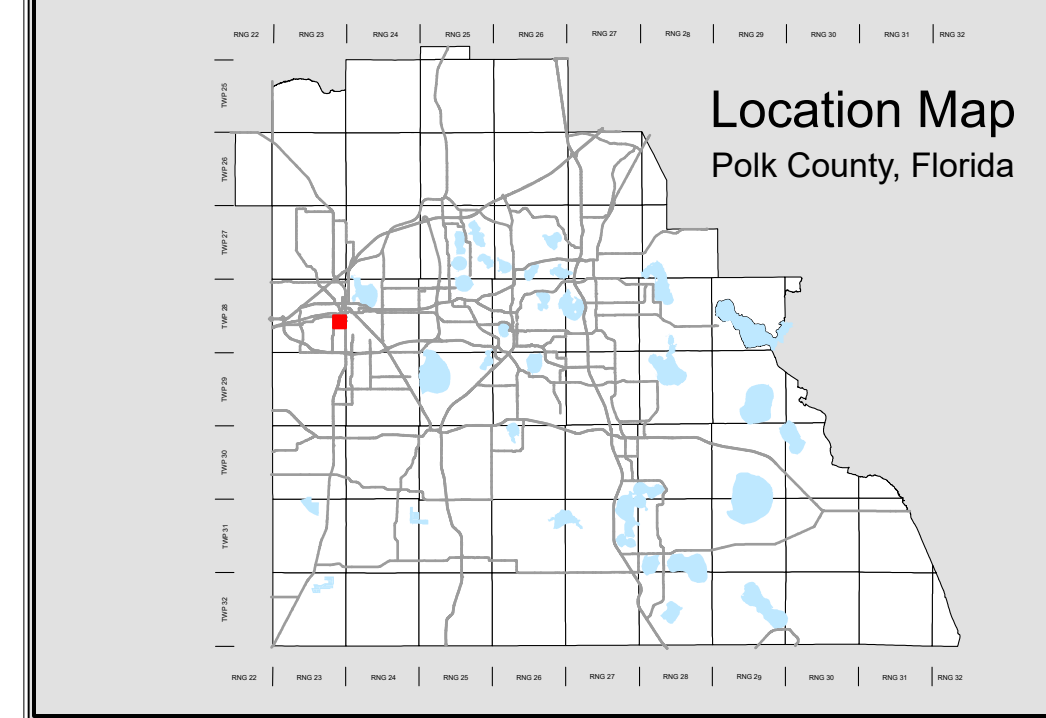 RNG 22 RNG 23 RNG 24 RNG 25 RNG 26 RNG 27 RNG 28 RNG 29 RNG 30 RNG 31 RNG 32
Location Map
Polk County, Florida
TWP 25
TWP 26
TWP 27
TWP 28
TWP 29
TWP 30
TWP 31
TWP 32
RNG 22 RNG 23 RNG 24 RNG 25 RNG 26 RNG 27 RNG 28 RNG 29 RNG 30 RNG 31 RNG 32